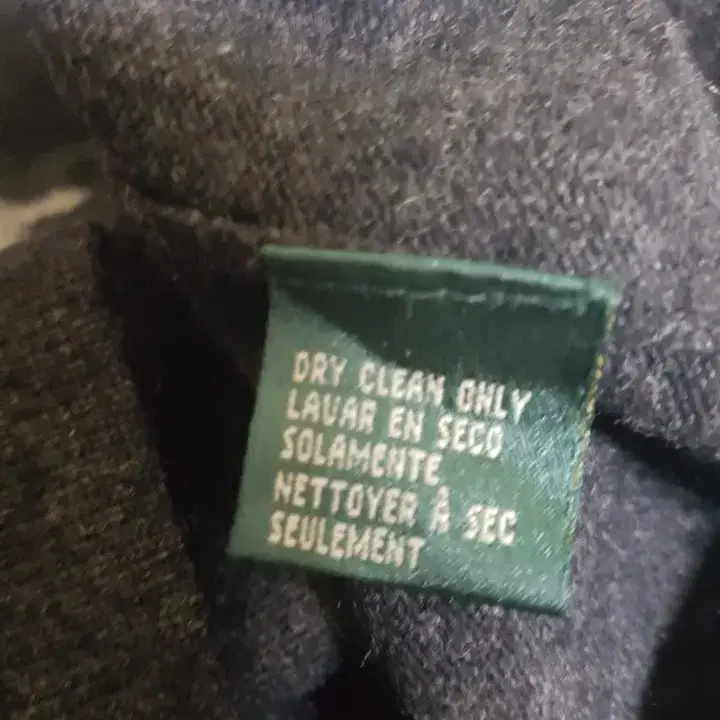 DRY CLEAN ONLY
LAVAR EN SECO
SOLAMENTE
NETTOYER À SEC
SEULEMENT